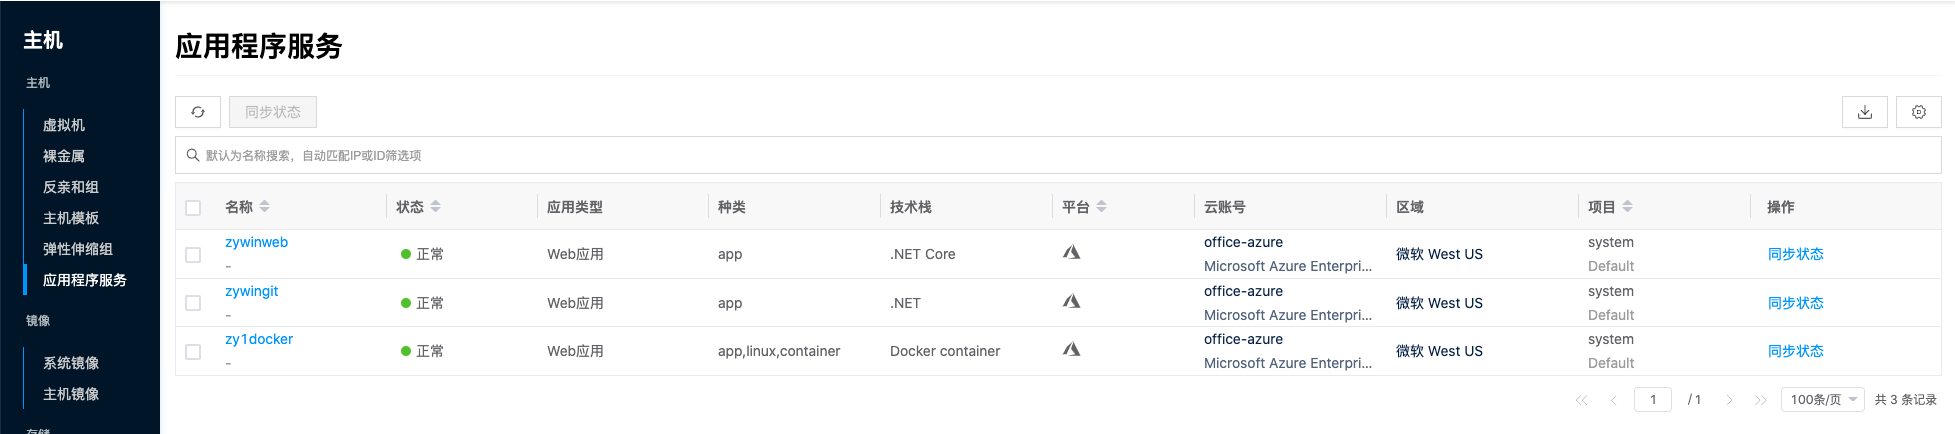 主机
主机
虚拟机
裸金属
反亲和组
主机模板
弹性伸缩组
应用程序服务
镜像
系统镜像
主机镜像
存储
应用程序服务
同步状态
默认为名称搜索，自动匹配IP或ID筛选项
名称 状态 应用类型 种类 技术栈 平台 云账号 区域 项目 操作
zywinweb - 正常 Web应用 app .NET Core office-azure Microsoft Azure Enterpri... 微软 West US system Default 同步状态
zywingit - 正常 Web应用 app .NET office-azure Microsoft Azure Enterpri... 微软 West US system Default 同步状态
zy1docker - 正常 Web应用 app,linux,container Docker container office-azure Microsoft Azure Enterpri... 微软 West US system Default 同步状态
1 / 1 100条/页 共 3 条记录